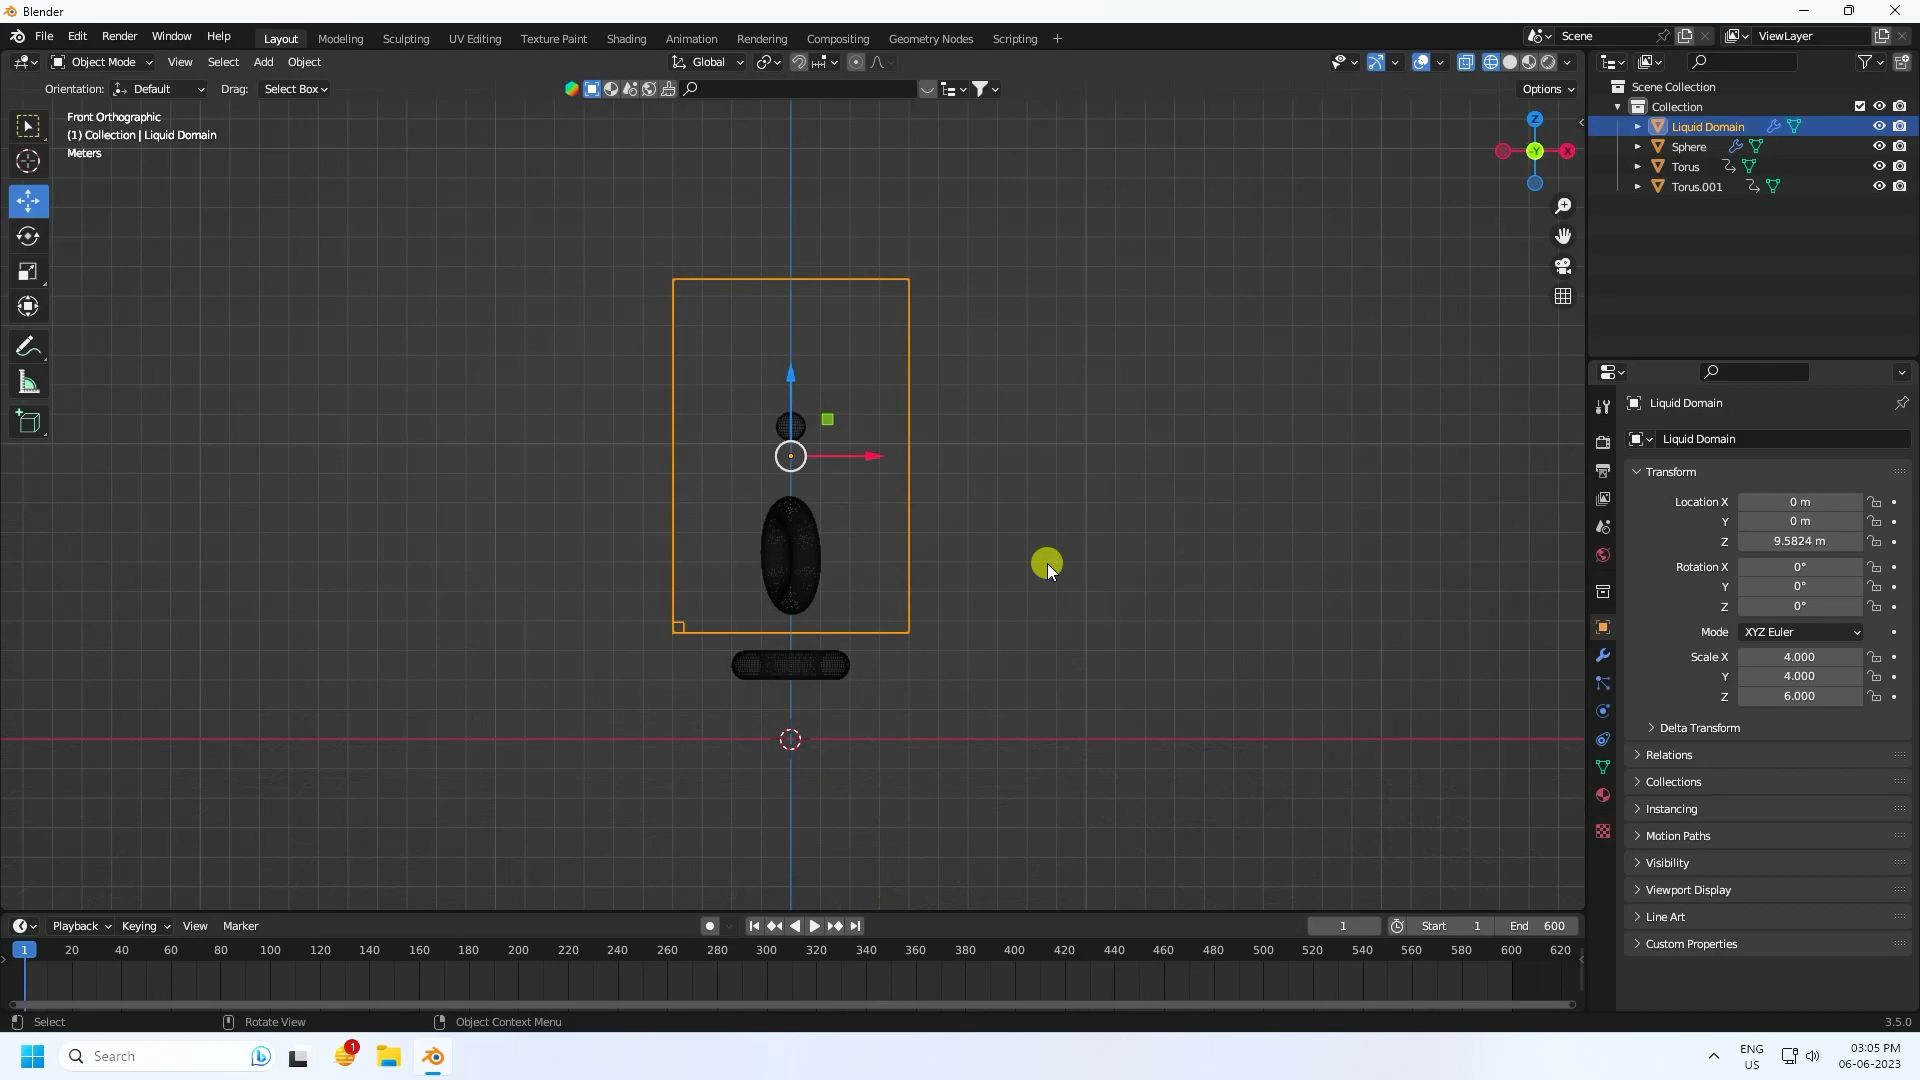 Blender
File Edit Render Window Help Layout Modeling Sculpting UV Editing Texture Paint Shading Animation Rendering Compositing Geometry Nodes Scripting + Scene ViewLayer
Object Mode View Select Add Object Global
Orientation: Default Drag: Select Box Options
Front Orthographic
(1) Collection | Liquid Domain
Meters
Z
-Y
X
Scene Collection
Collection
Liquid Domain
Sphere
Torus
Torus.001
Liquid Domain
Liquid Domain
Transform
Location X 0 m
Y 0 m
Z 9.5824 m
Rotation X 0°
Y 0°
Z 0°
Mode XYZ Euler
Scale X 4.000
Y 4.000
Z 6.000
Delta Transform
Relations
Collections
Instancing
Motion Paths
Visibility
Viewport Display
Line Art
Custom Properties
Playback Keying View Marker 1 Start 1 End 600
1 20 40 60 80 100 120 140 160 180 200 220 240 260 280 300 320 340 360 380 400 420 440 460 480 500 520 540 560 580 600 620
Select Rotate View Object Context Menu 3.5.0
Search 1 ENG US 03:05 PM 06-06-2023